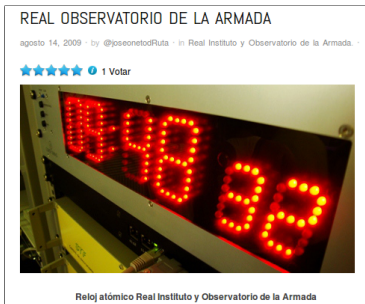 REAL OBSERVATORIO DE LA ARMADA
agosto 14, 2009 · by @joseonetodRuta · in Real Instituto y Observatorio de la Armada. ·
1 Votar
08:48 32
Reloj atómico Real Instituto y Observatorio de la Armada